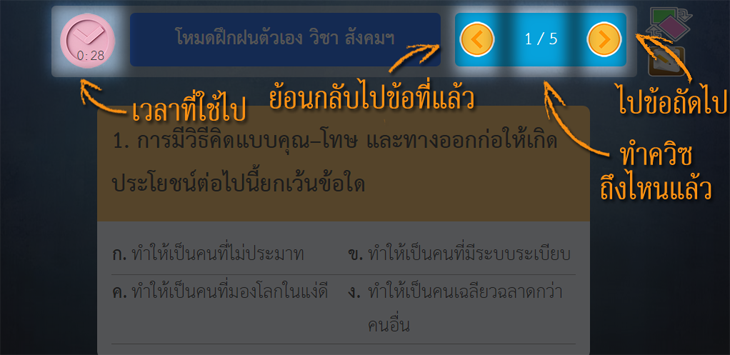 0:28
โหมดฝึกฝนตัวเอง วิชา สังคมฯ
1 / 5
เวลาที่ใช้ไป
ย้อนกลับไปข้อที่แล้ว
ไปข้อถัดไป
ทำควิซ
ถึงไหนแล้ว
1. การมีวิธีคิดแบบคุณ–โทษ และทางออกก่อให้เกิด
ประโยชน์ต่อไปนี้ยกเว้นข้อใด
ก. ทำให้เป็นคนที่ไม่ประมาท
ข. ทำให้เป็นคนที่มีระบบระเบียบ
ค. ทำให้เป็นคนที่มองโลกในแง่ดี
ง. ทำให้เป็นคนเฉลียวฉลาดกว่า
คนอื่น